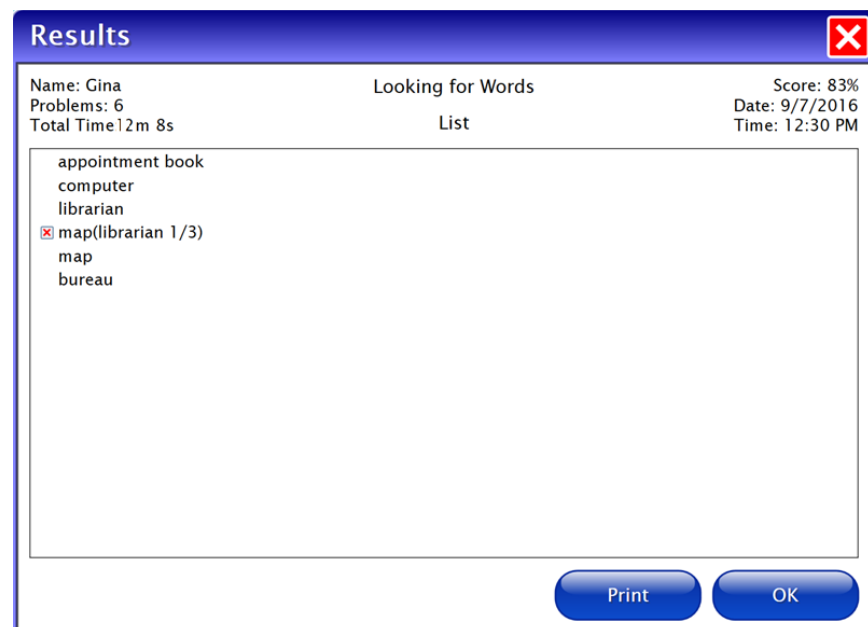 Results
Name: Gina
Problems: 6
Total Time12m 8s
Looking for Words
List
Score: 83%
Date: 9/7/2016
Time: 12:30 PM
appointment book
computer
librarian
map(librarian 1/3)
map
bureau
Print
OK